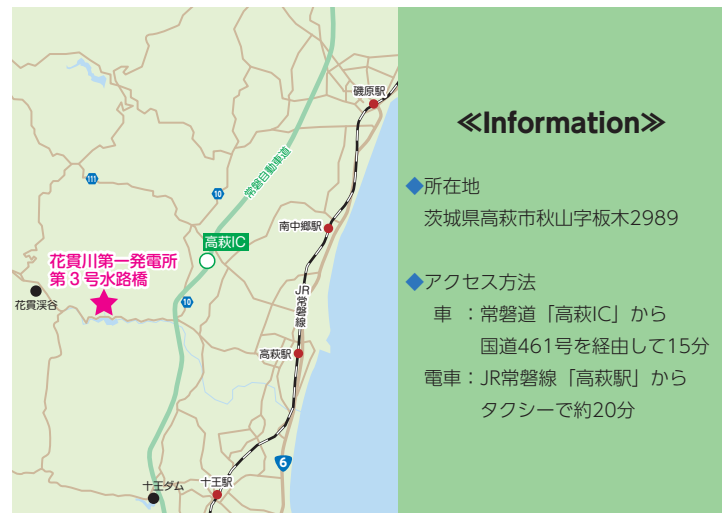 磯原駅
111
10
常磐自動車道
南中郷駅
高萩IC
花貫川第一発電所
第3号水路橋
花貫渓谷
10
JR常磐線
高萩駅
6
十王駅
十王ダム
≪Information≫
◆所在地
茨城県高萩市秋山字板木2989
◆アクセス方法
車 ：常磐道「高萩IC」から
国道461号を経由して15分
電車：JR常磐線「高萩駅」から
タクシーで約20分